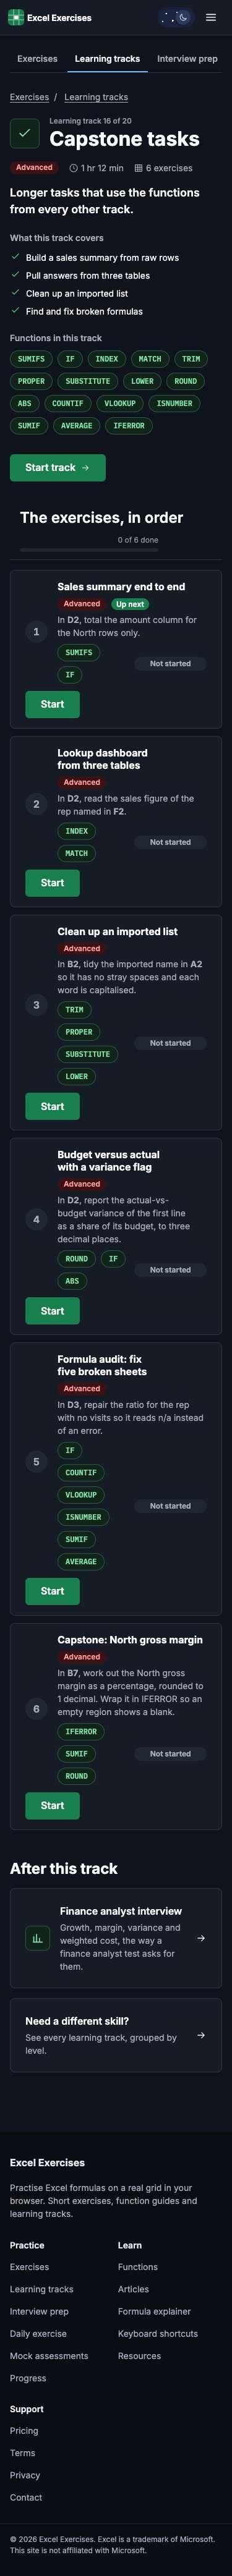 Excel Exercises
Exercises Learning tracks Interview prep
Exercises / Learning tracks
Learning track 16 of 20
Capstone tasks
Advanced 1 hr 12 min 6 exercises
Longer tasks that use the functions
from every other track.
What this track covers
Build a sales summary from raw rows
Pull answers from three tables
Clean up an imported list
Find and fix broken formulas
Functions in this track
SUMIFS IF INDEX MATCH TRIM
PROPER SUBSTITUTE LOWER ROUND
ABS COUNTIF VLOOKUP ISNUMBER
SUMIF AVERAGE IFERROR
Start track →
The exercises, in order
0 of 6 done
Sales summary end to end
Advanced Up next
1
In D2, total the amount column for
the North rows only.
SUMIFS
Not started
IF
Start
Lookup dashboard
from three tables
Advanced
2
In D2, read the sales figure of the
rep named in F2.
INDEX
Not started
MATCH
Start
Clean up an imported list
Advanced
In B2, tidy the imported name in A2
so it has no stray spaces and each
word is capitalised.
3
TRIM
PROPER
Not started
SUBSTITUTE
LOWER
Start
Budget versus actual
with a variance flag
Advanced
In D2, report the actual-vs-
budget variance of the first line
4
as a share of its budget, to three
decimal places.
ROUND IF
Not started
ABS
Start
Formula audit: fix
five broken sheets
Advanced
In D3, repair the ratio for the rep
with no visits so it reads n/a instead
of an error.
IF
5
COUNTIF
VLOOKUP
Not started
ISNUMBER
SUMIF
AVERAGE
Start
Capstone: North gross margin
Advanced
In B7, work out the North gross
margin as a percentage, rounded to
1 decimal. Wrap it in IFERROR so an
empty region shows a blank.
6
IFERROR
SUMIF
Not started
ROUND
Start
After this track
Finance analyst interview
Growth, margin, variance and
weighted cost, the way a
finance analyst test asks for
them.
→
Need a different skill?
See every learning track, grouped by
level.
→
Excel Exercises
Practise Excel formulas on a real grid in your
browser. Short exercises, function guides and
learning tracks.
Practice Learn
Exercises Functions
Learning tracks Articles
Interview prep Formula explainer
Daily exercise Keyboard shortcuts
Mock assessments Resources
Progress
Support
Pricing
Terms
Privacy
Contact
© 2026 Excel Exercises. Excel is a trademark of Microsoft.
This site is not affiliated with Microsoft.